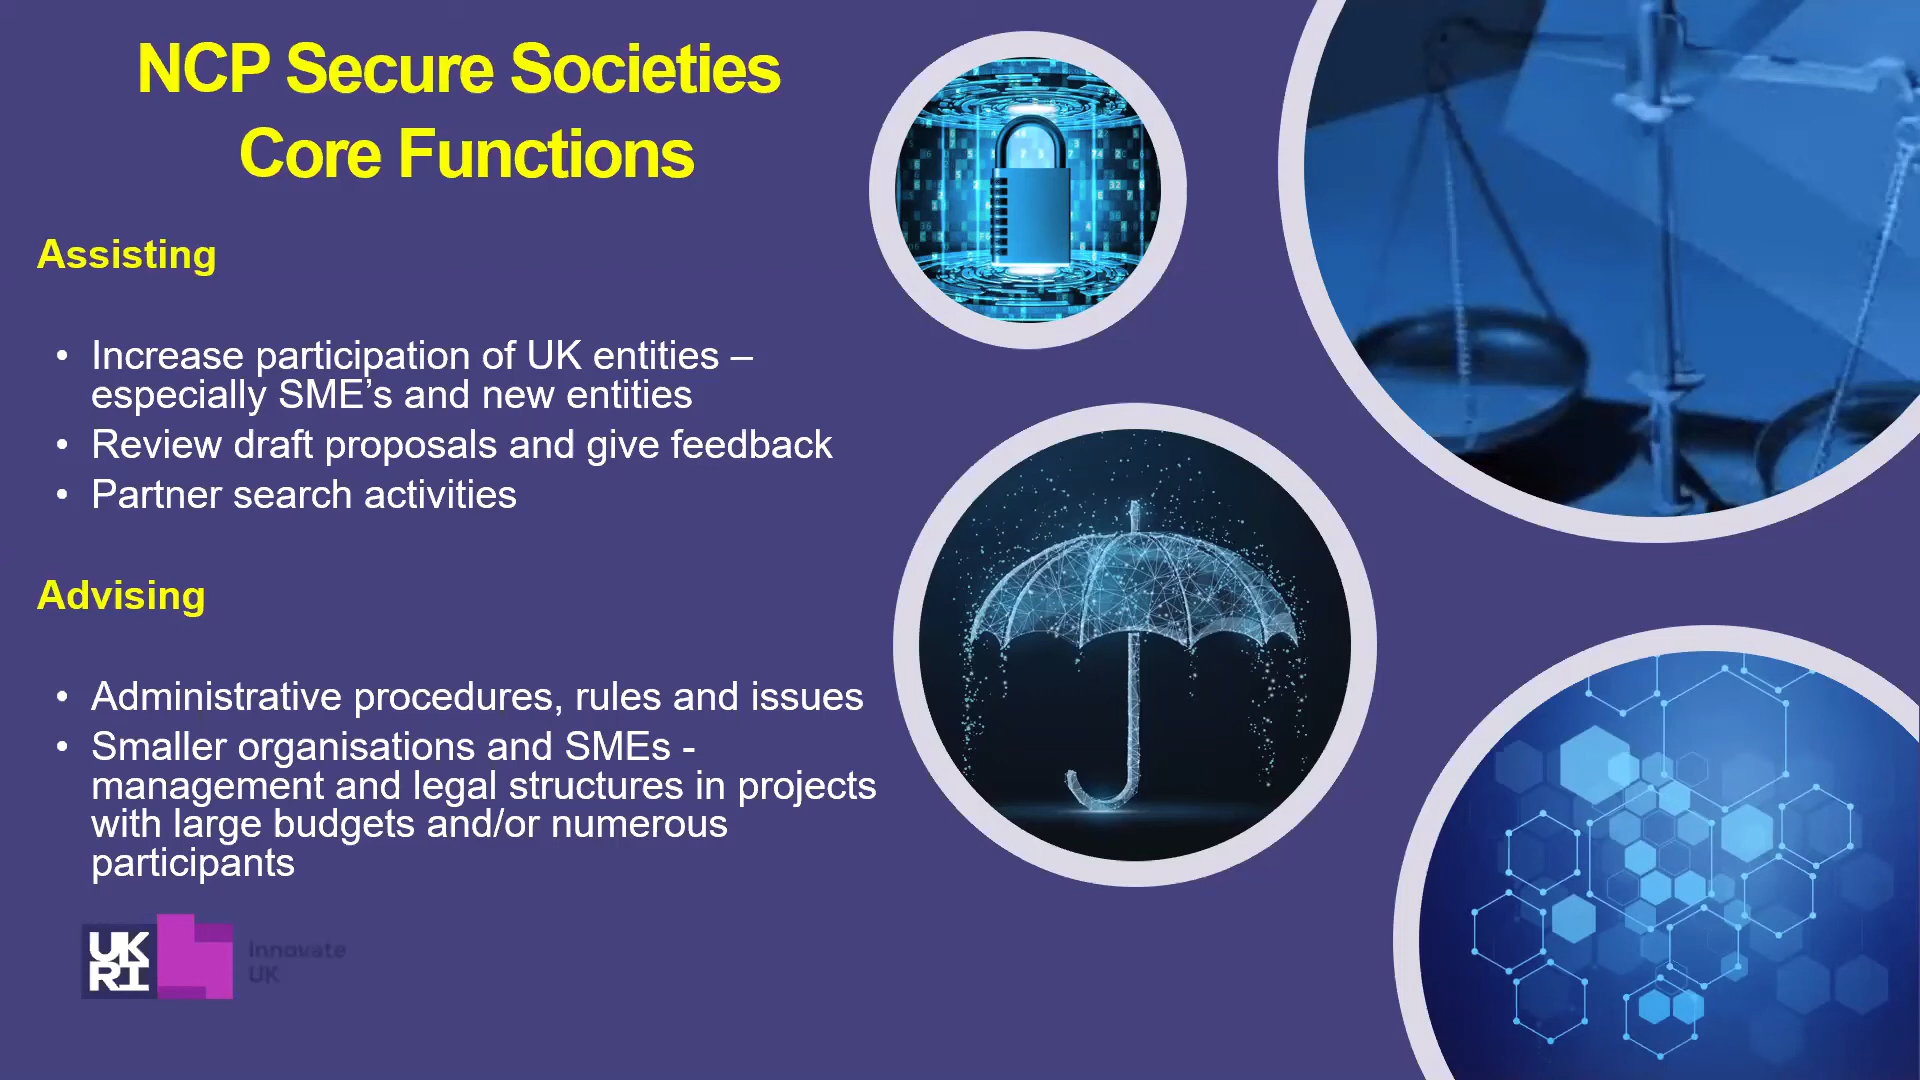 NCP Secure Societies
Core Functions
Assisting
• Increase participation of UK entities –
especially SME’s and new entities
• Review draft proposals and give feedback
• Partner search activities
Advising
• Administrative procedures, rules and issues
• Smaller organisations and SMEs -
management and legal structures in projects
with large budgets and/or numerous
participants
UK
RI
Innovate
UK